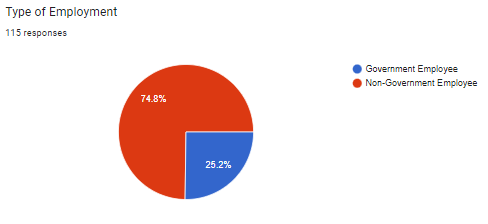 Type of Employment
115 responses
Government Employee
Non-Government Employee
74.8%
25.2%